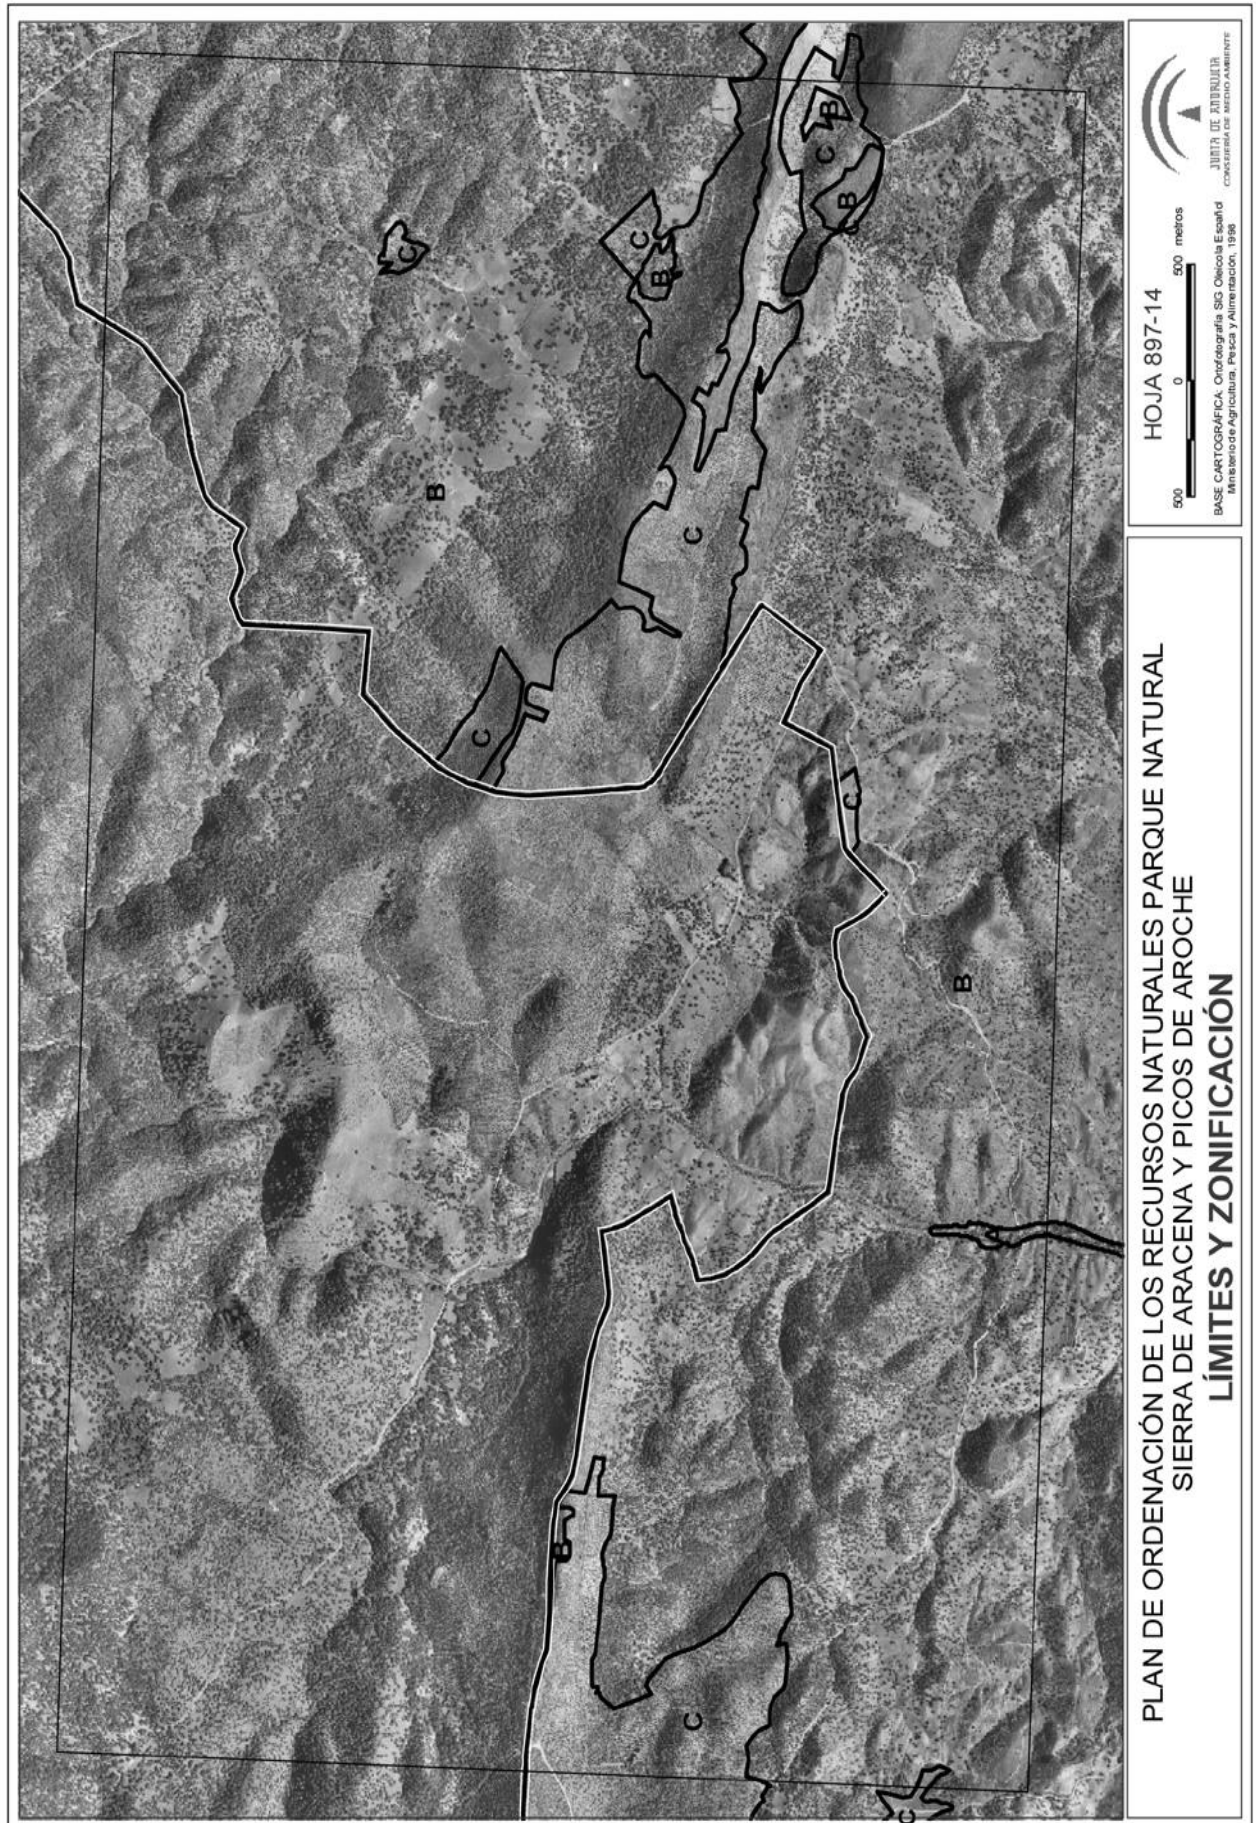 PLAN DE ORDENACIÓN DE LOS RECURSOS NATURALES PARQUE NATURAL
SIERRA DE ARACENA Y PICOS DE AROCHE
LÍMITES Y ZONIFICACIÓN
HOJA 897-14
500 0 500 metros
BASE CARTOGRÁFICA: Ortofotografía SIG Oleícola Español
Ministerio de Agricultura, Pesca y Alimentación, 1998
JUNTA DE ANDALUCIA
CONSEJERÍA DE MEDIO AMBIENTE
C
B
C
C
B
A
B
C
C
B
C
C
B
C
B
B